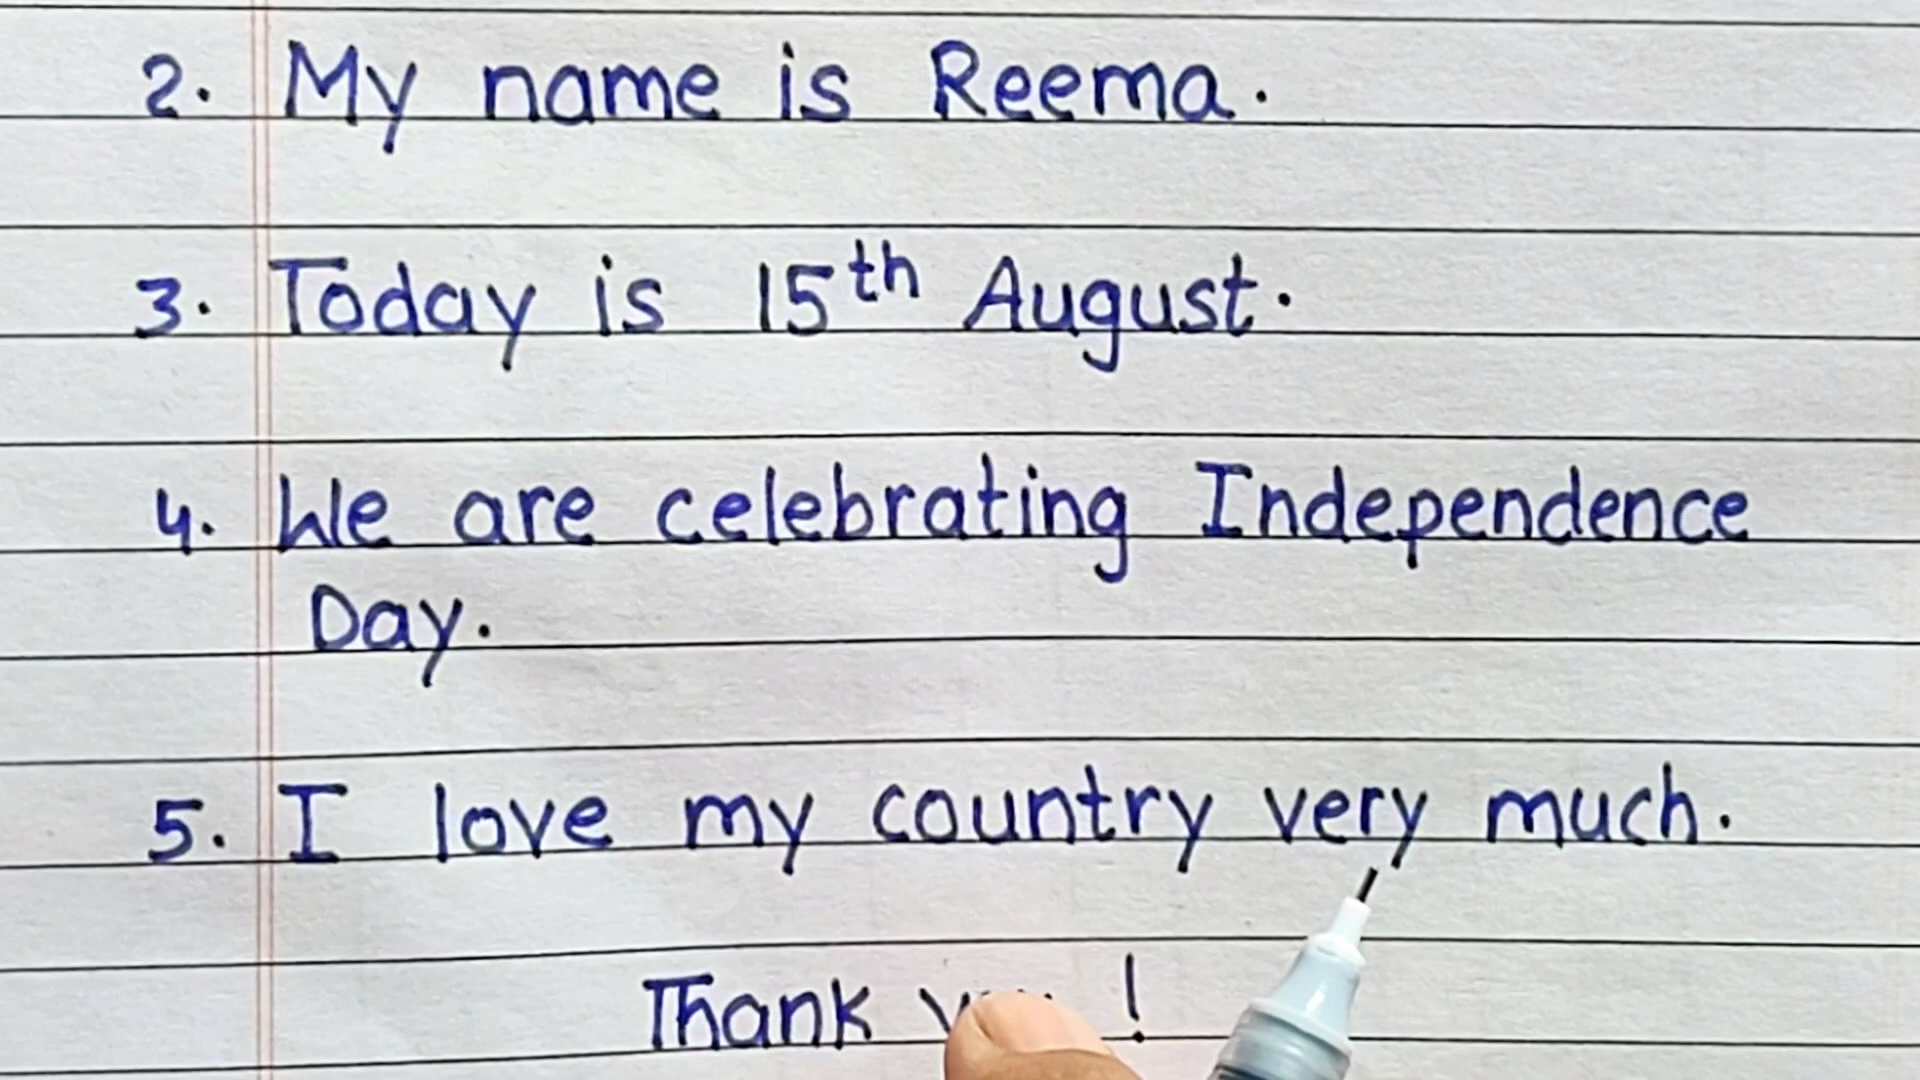 2. My name is Reema.
3. Today is 15th August.
4. We are celebrating Independence
Day.
5. I love my country very much.
Thank !